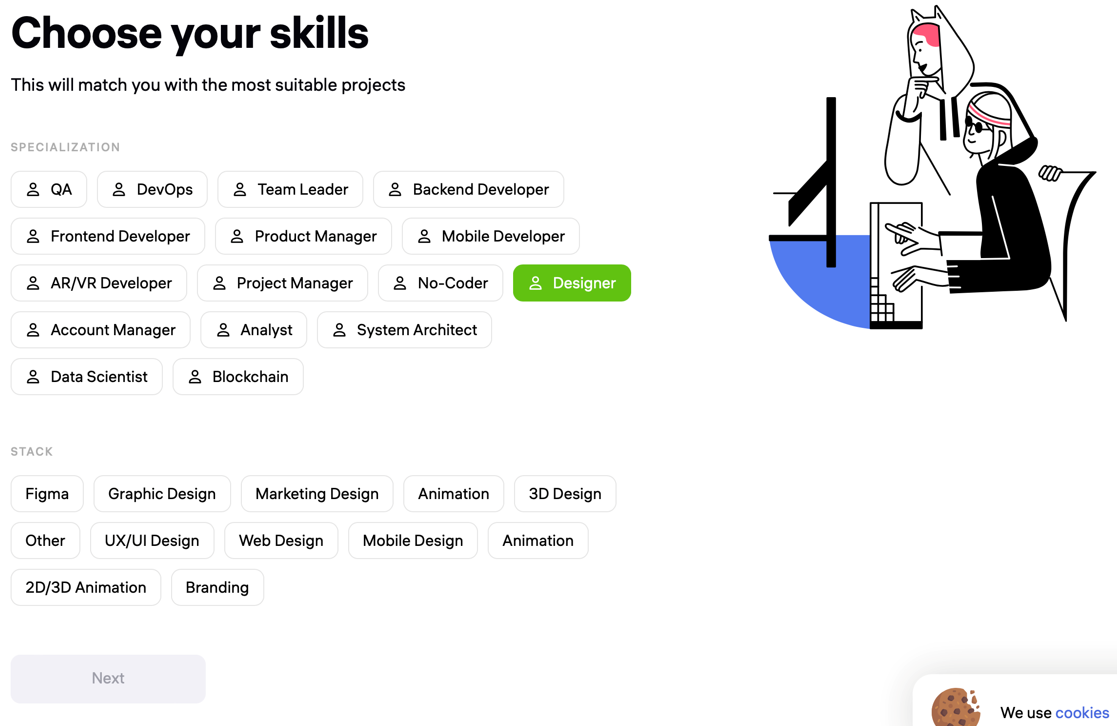 Choose your skills
This will match you with the most suitable projects
SPECIALIZATION
QA DevOps Team Leader Backend Developer
Frontend Developer Product Manager Mobile Developer
AR/VR Developer Project Manager No-Coder Designer
Account Manager Analyst System Architect
Data Scientist Blockchain
STACK
Figma Graphic Design Marketing Design Animation 3D Design
Other UX/UI Design Web Design Mobile Design Animation
2D/3D Animation Branding
Next
We use cookies